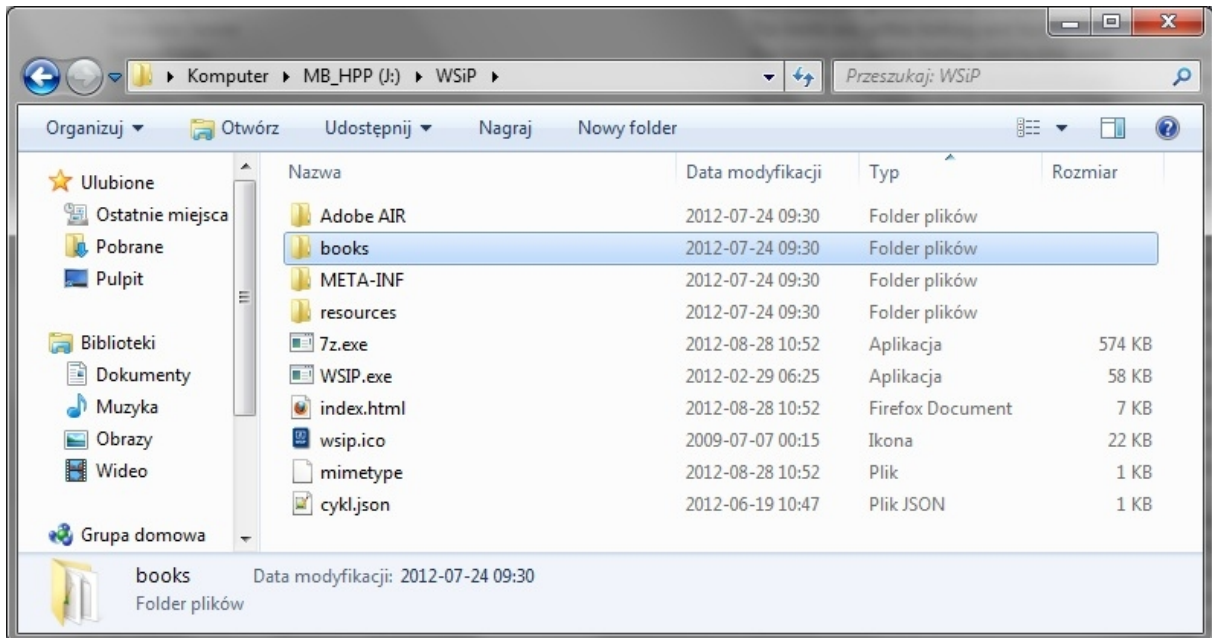 Komputer MB_HPP (J:) WSiP Przeszukaj: WSiP
Organizuj Otwórz Udostępnij Nagraj Nowy folder
Ulubione
Ostatnie miejsca
Pobrane
Pulpit
Biblioteki
Dokumenty
Muzyka
Obrazy
Wideo
Grupa domowa
Nazwa Data modyfikacji Typ Rozmiar
Adobe AIR 2012-07-24 09:30 Folder plików
books 2012-07-24 09:30 Folder plików
META-INF 2012-07-24 09:30 Folder plików
resources 2012-07-24 09:30 Folder plików
7z.exe 2012-08-28 10:52 Aplikacja 574 KB
WSIP.exe 2012-02-29 06:25 Aplikacja 58 KB
index.html 2012-08-28 10:52 Firefox Document 7 KB
wsip.ico 2009-07-07 00:15 Ikona 22 KB
mimetype 2012-08-28 10:52 Plik 1 KB
cykl.json 2012-06-19 10:47 Plik JSON 1 KB
books Data modyfikacji: 2012-07-24 09:30
Folder plików